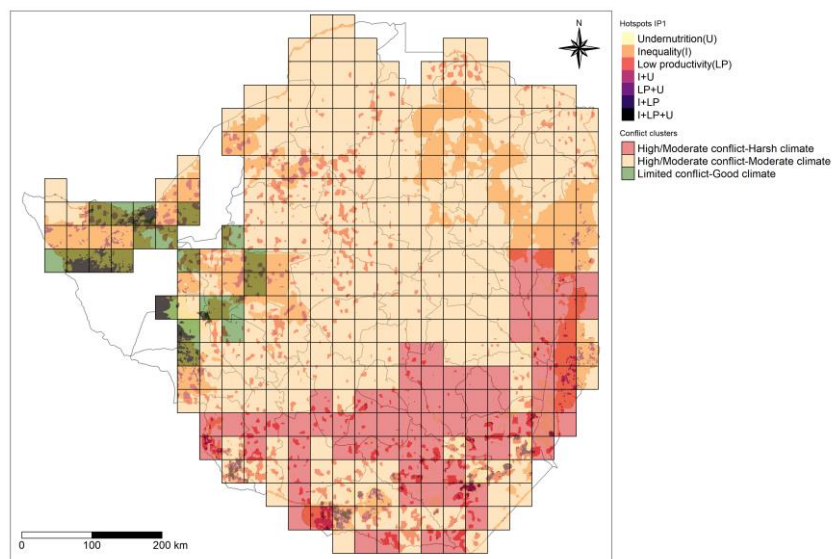 N
Hotspots IP1
Undernutrition(U)
Inequality(I)
Low productivity(LP)
I+U
LP+U
I+LP
I+LP+U
Conflict clusters
High/Moderate conflict-Harsh climate
High/Moderate conflict-Moderate climate
Limited conflict-Good climate
0 100 200 km